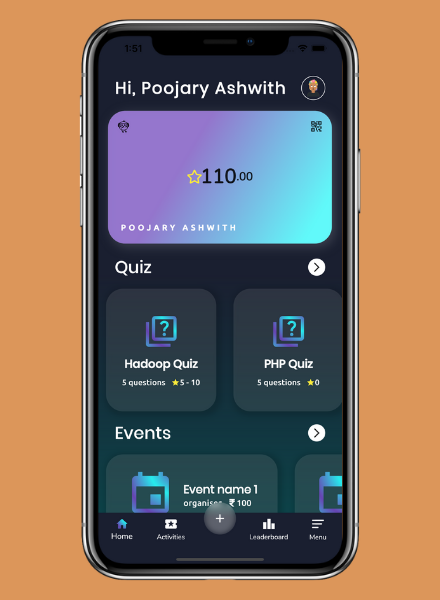 1:51
Hi, Poojary Ashwith
110.00
POOJARY ASHWITH
Quiz
Hadoop Quiz
5 questions 5 - 10
PHP Quiz
5 questions 0
Events
Event name 1
organiser ₹ 100
+
Home Activities Leaderboard Menu